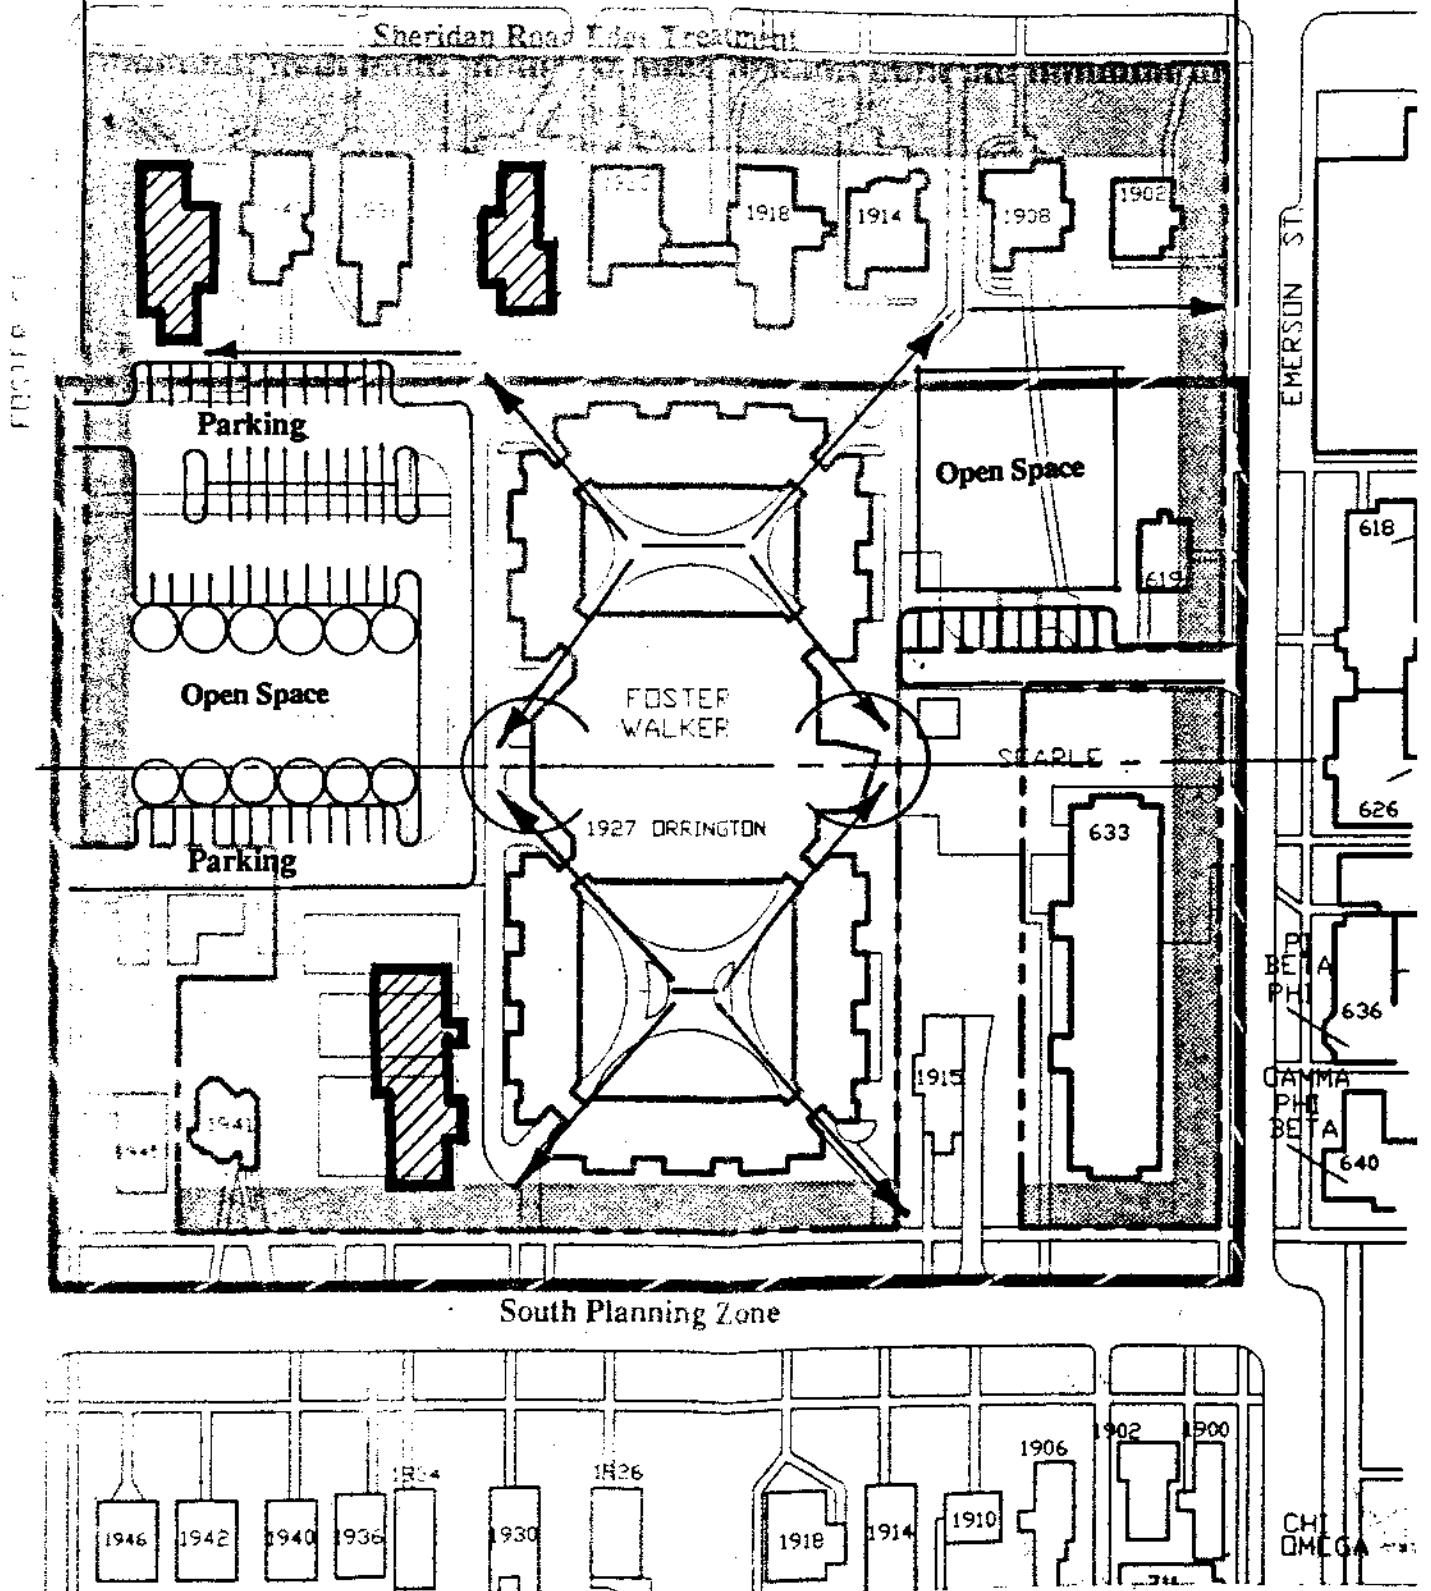 Sheridan Road Edge Treatment
1918
1914
1908
1902
EMERSON ST.
Parking
Open Space
618
619
Open Space
FOSTER
WALKER
SEARLE
1927 ORRINGTON
633
626
Parking
PI
BETA
PHI
636
1915
GAMMA
PHI
BETA
1941
640
South Planning Zone
1902
1900
1906
1946
1942
1940
1936
1930
1918
1914
1910
CHI
OMEGA